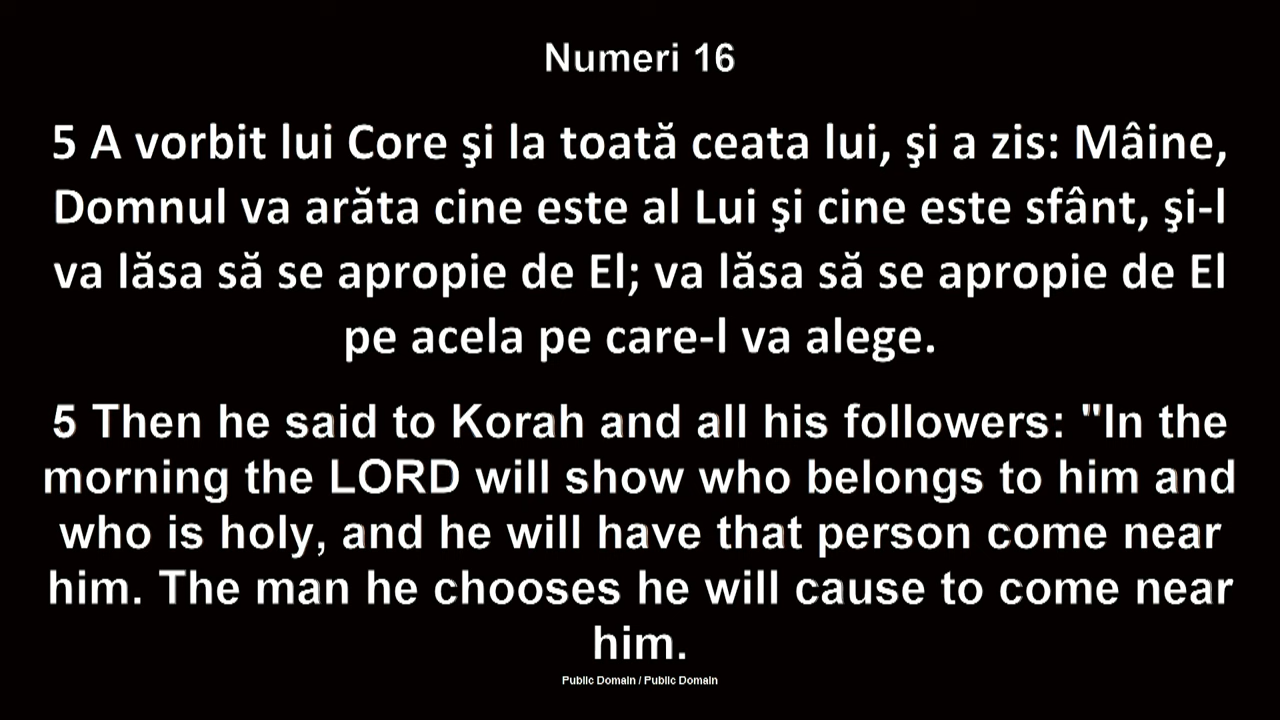 Numeri 16
5 A vorbit lui Core şi la toată ceata lui, şi a zis: Mâine,
Domnul va arăta cine este al Lui şi cine este sfânt, şi-l
va lăsa să se apropie de El; va lăsa să se apropie de El
pe acela pe care-l va alege.
5 Then he said to Korah and all his followers: "In the
morning the LORD will show who belongs to him and
who is holy, and he will have that person come near
him. The man he chooses he will cause to come near
him.
Public Domain / Public Domain